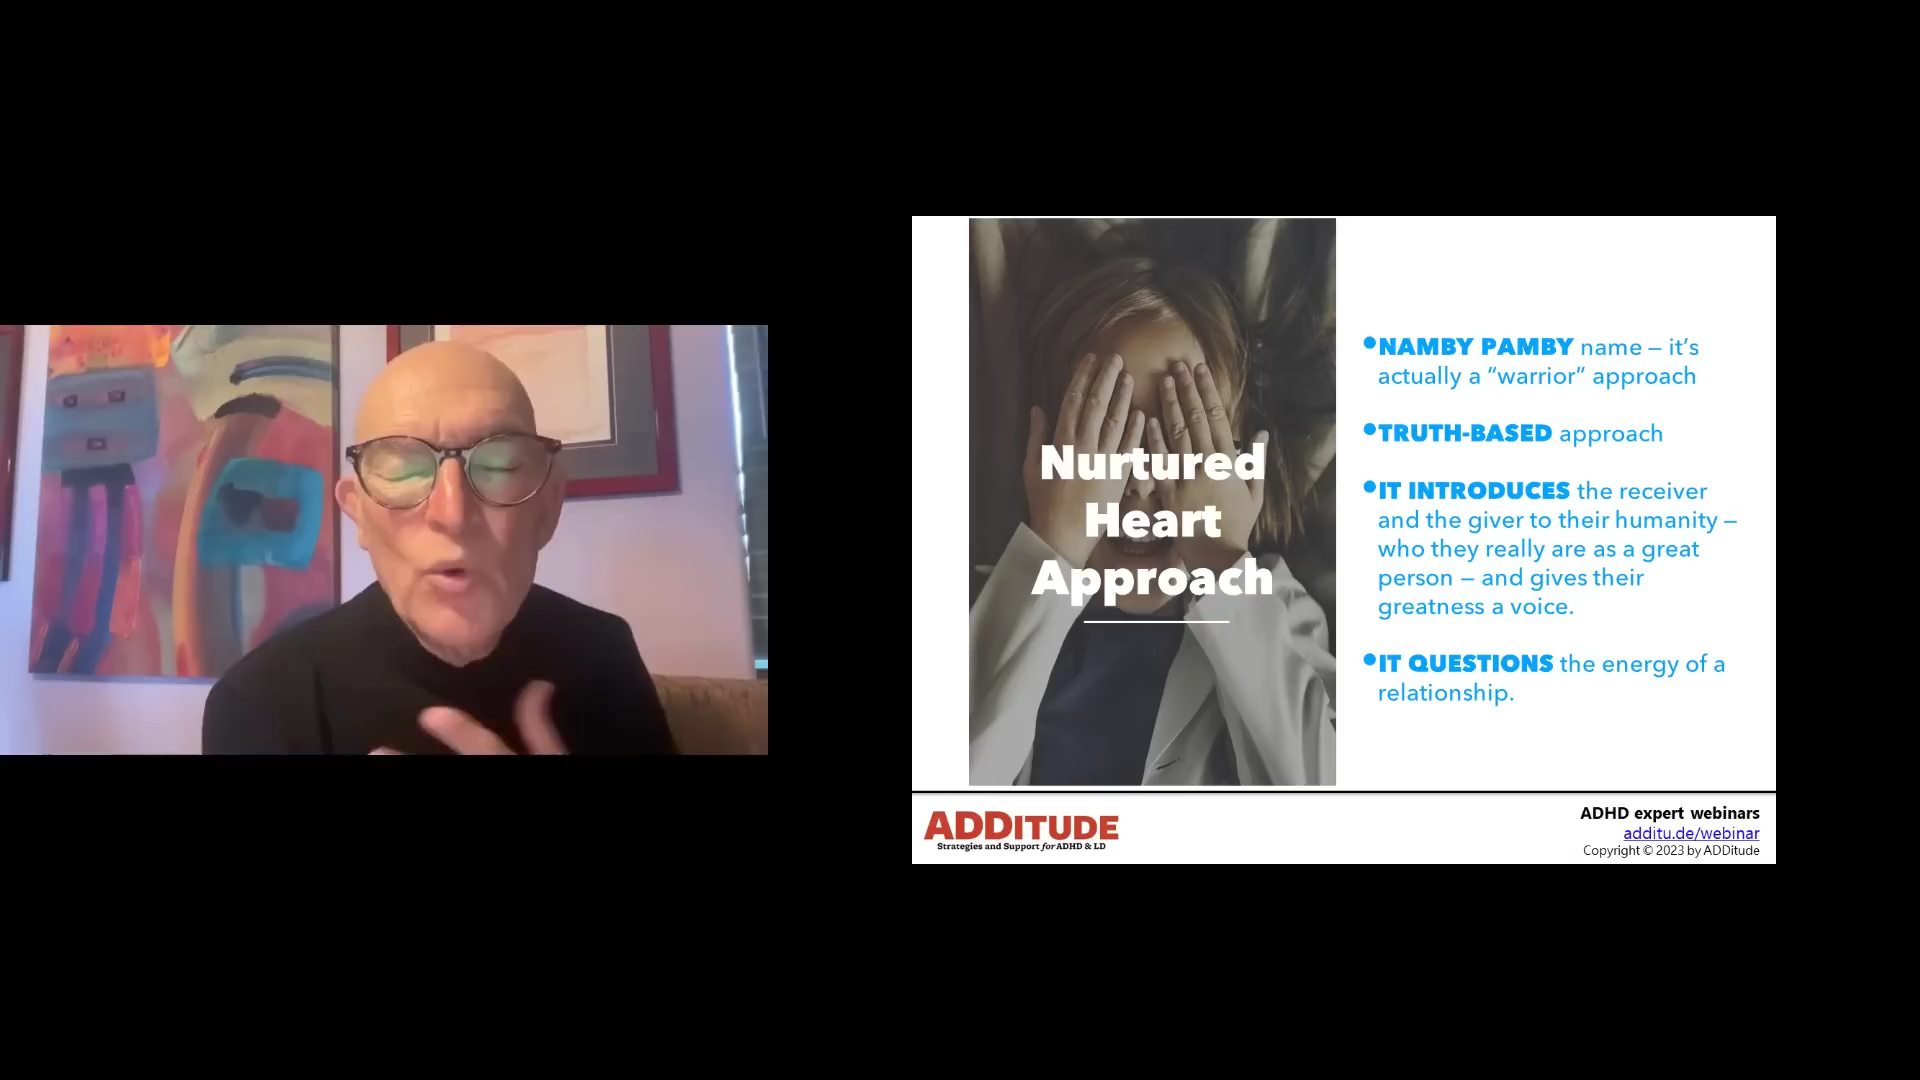 Nurtured
Heart
Approach
•NAMBY PAMBY name – it’s
actually a “warrior” approach
•TRUTH-BASED approach
•IT INTRODUCES the receiver
and the giver to their humanity –
who they really are as a great
person – and gives their
greatness a voice.
•IT QUESTIONS the energy of a
relationship.
ADDITUDE
Strategies and Support for ADHD & LD
ADHD expert webinars
additu.de/webinar
Copyright © 2023 by ADDitude